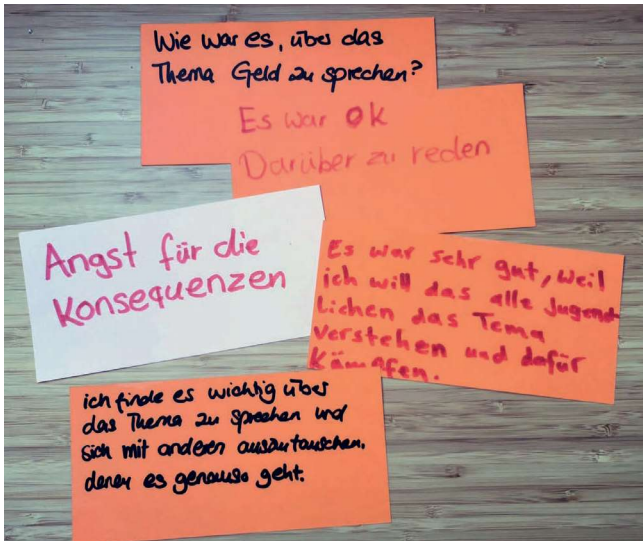 Wie war es, über das
Thema Geld zu sprechen?
Es war ok
Darüber zu reden
Angst für die
Konsequenzen
Es war sehr gut, weil
ich will das alle Jugend-
lichen das Tema
verstehen und dafür
Kämpfen.
ich finde es wichtig über
das Thema zu sprechen und
sich mit anderen auszutauschen,
denen es genauso geht.